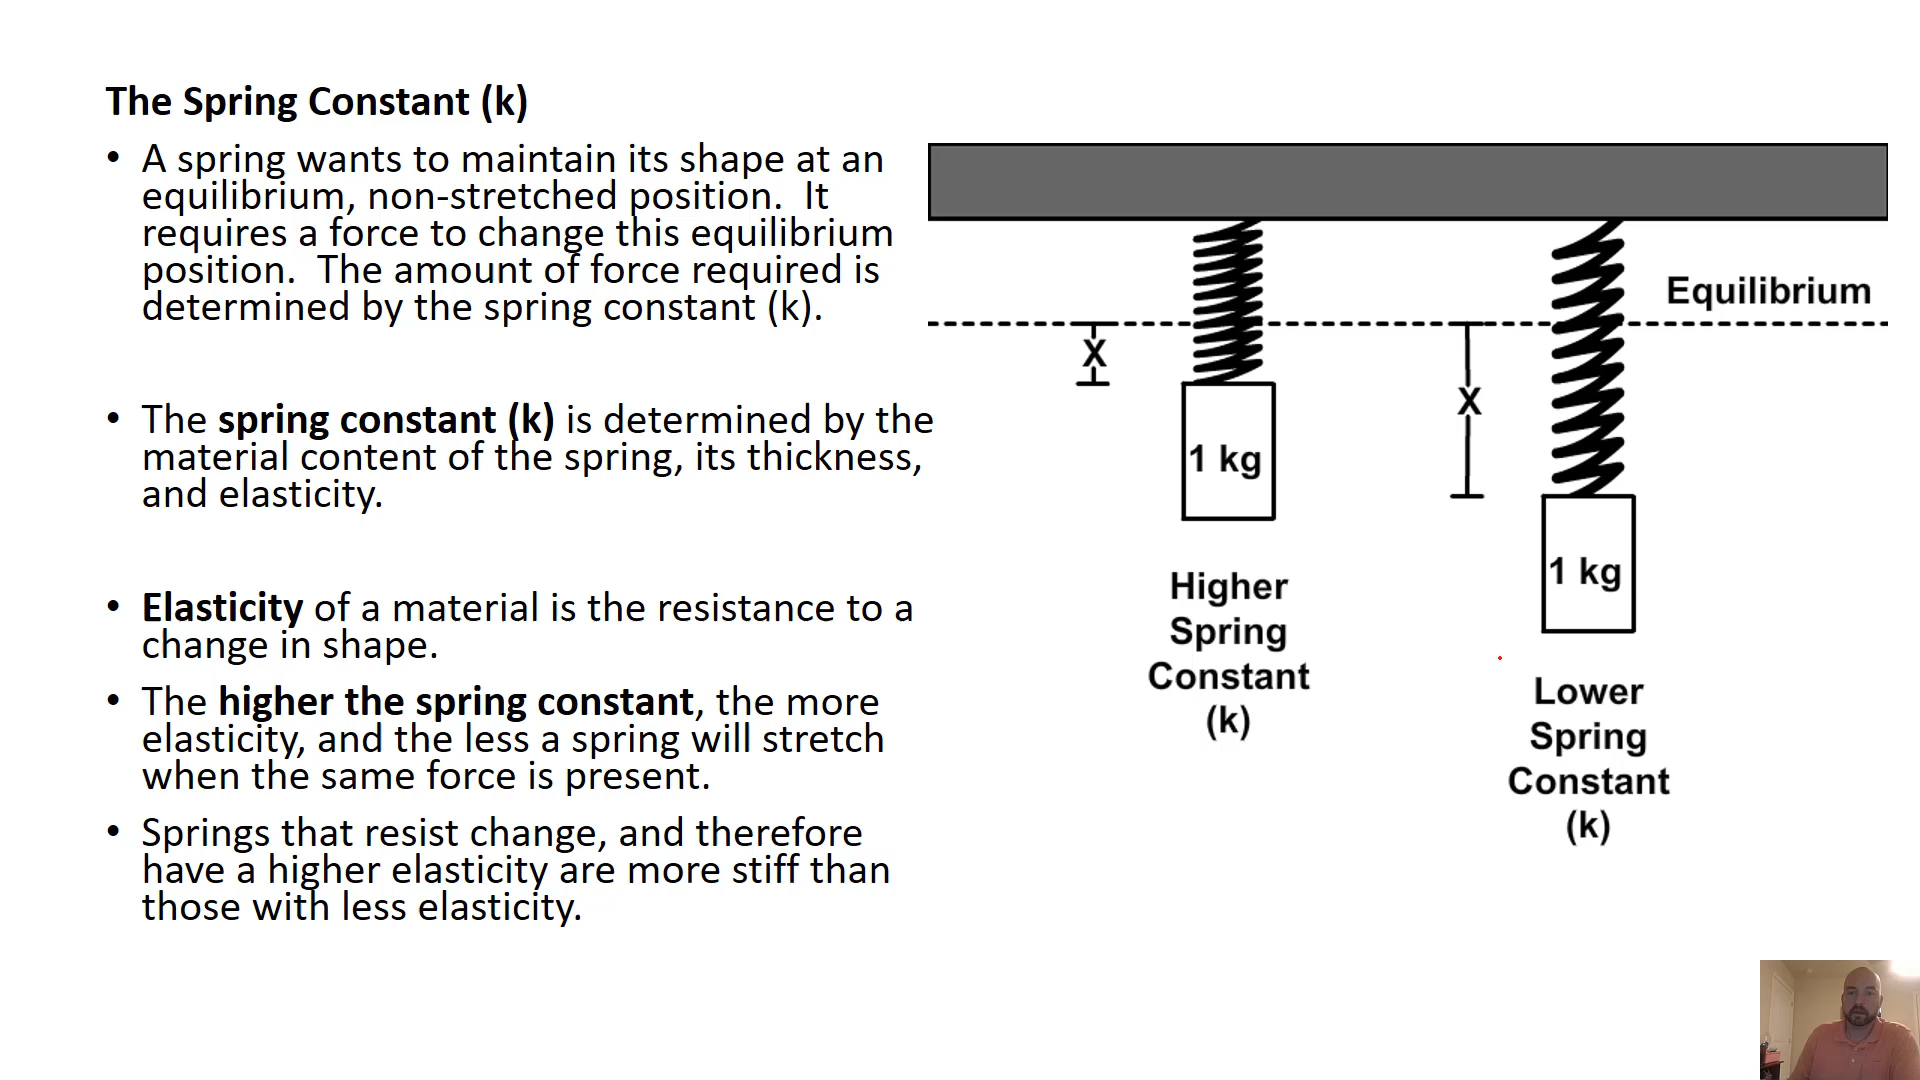 The Spring Constant (k)
• A spring wants to maintain its shape at an
equilibrium, non-stretched position.  It
requires a force to change this equilibrium
position.  The amount of force required is
determined by the spring constant (k).
• The spring constant (k) is determined by the
material content of the spring, its thickness,
and elasticity.
• Elasticity of a material is the resistance to a
change in shape.
• The higher the spring constant, the more
elasticity, and the less a spring will stretch
when the same force is present.
• Springs that resist change, and therefore
have a higher elasticity are more stiff than
those with less elasticity.
Equilibrium
X
X
1 kg
1 kg
Higher
Spring
Constant
(k)
Lower
Spring
Constant
(k)